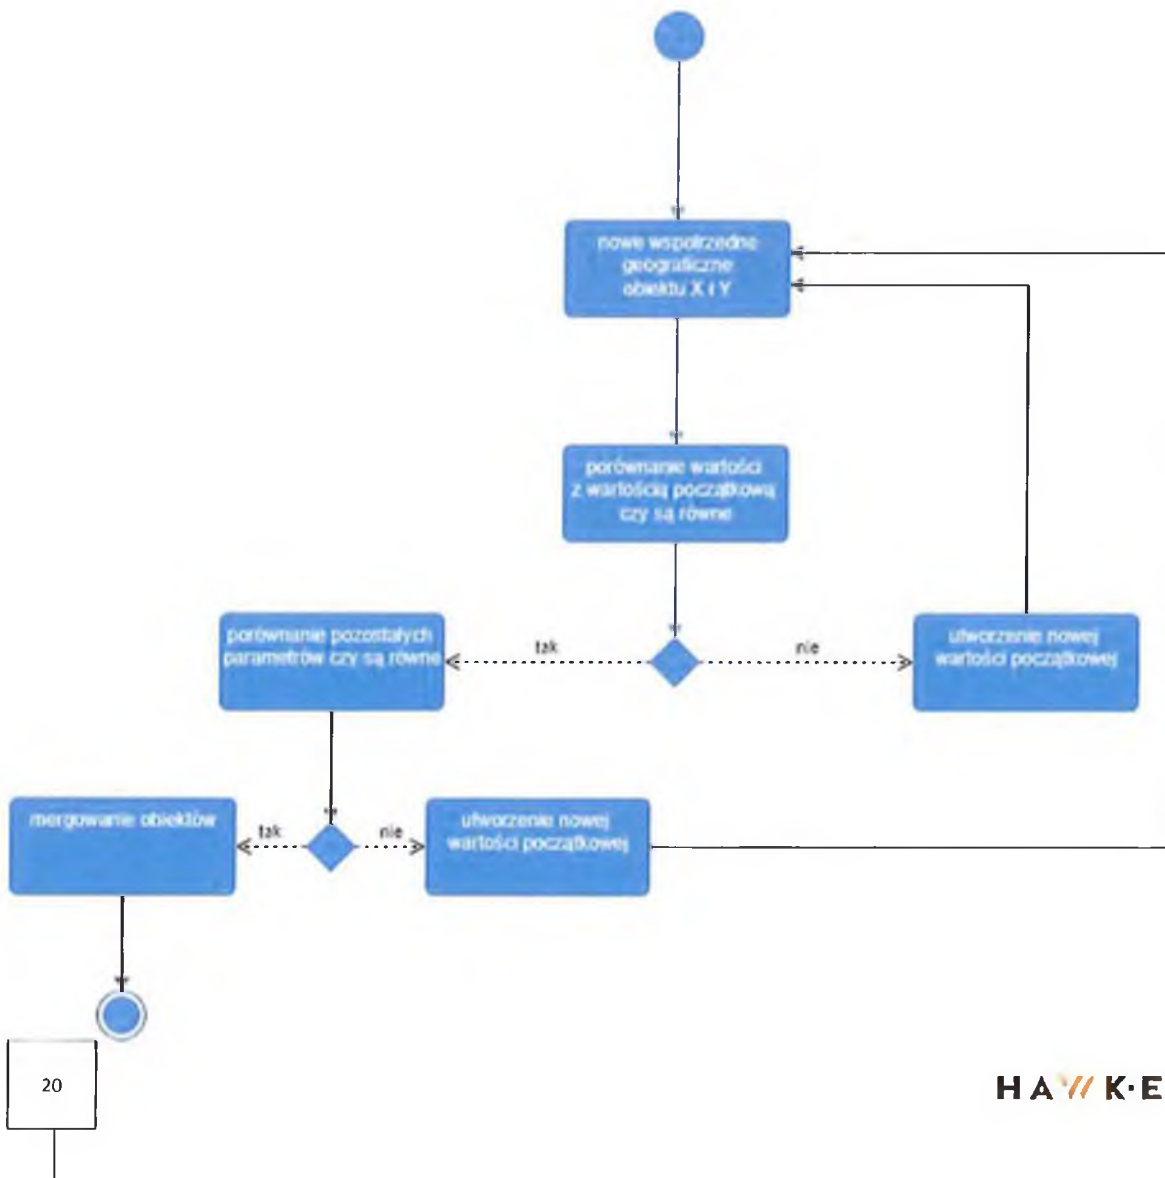 nowe wspolrzedne
geograficzne
obiektu X i Y
porównanie wartości
z wartością początkową
czy są równe
porównanie pozostałych
parametrów czy są równe
tak
nie
utworzenie nowej
wartości początkowej
mergowanie obiektów
tak
nie
utworzenie nowej
wartości początkowej
20
HAWK·E